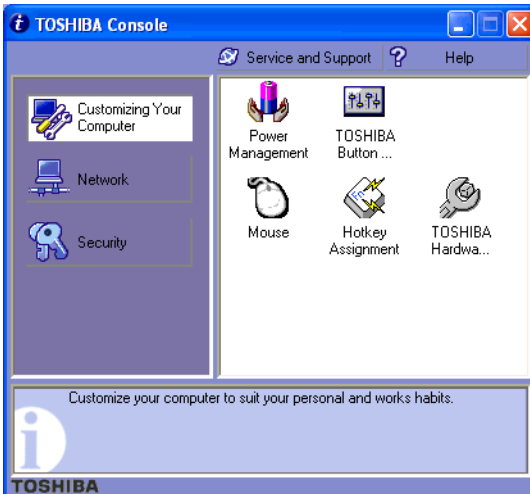 TOSHIBA Console
Service and Support
Help
Customizing Your
Computer
Network
Security
Power
Management
TOSHIBA
Button ...
Mouse
Hotkey
Assignment
TOSHIBA
Hardwa...
Customize your computer to suit your personal and works habits.
TOSHIBA